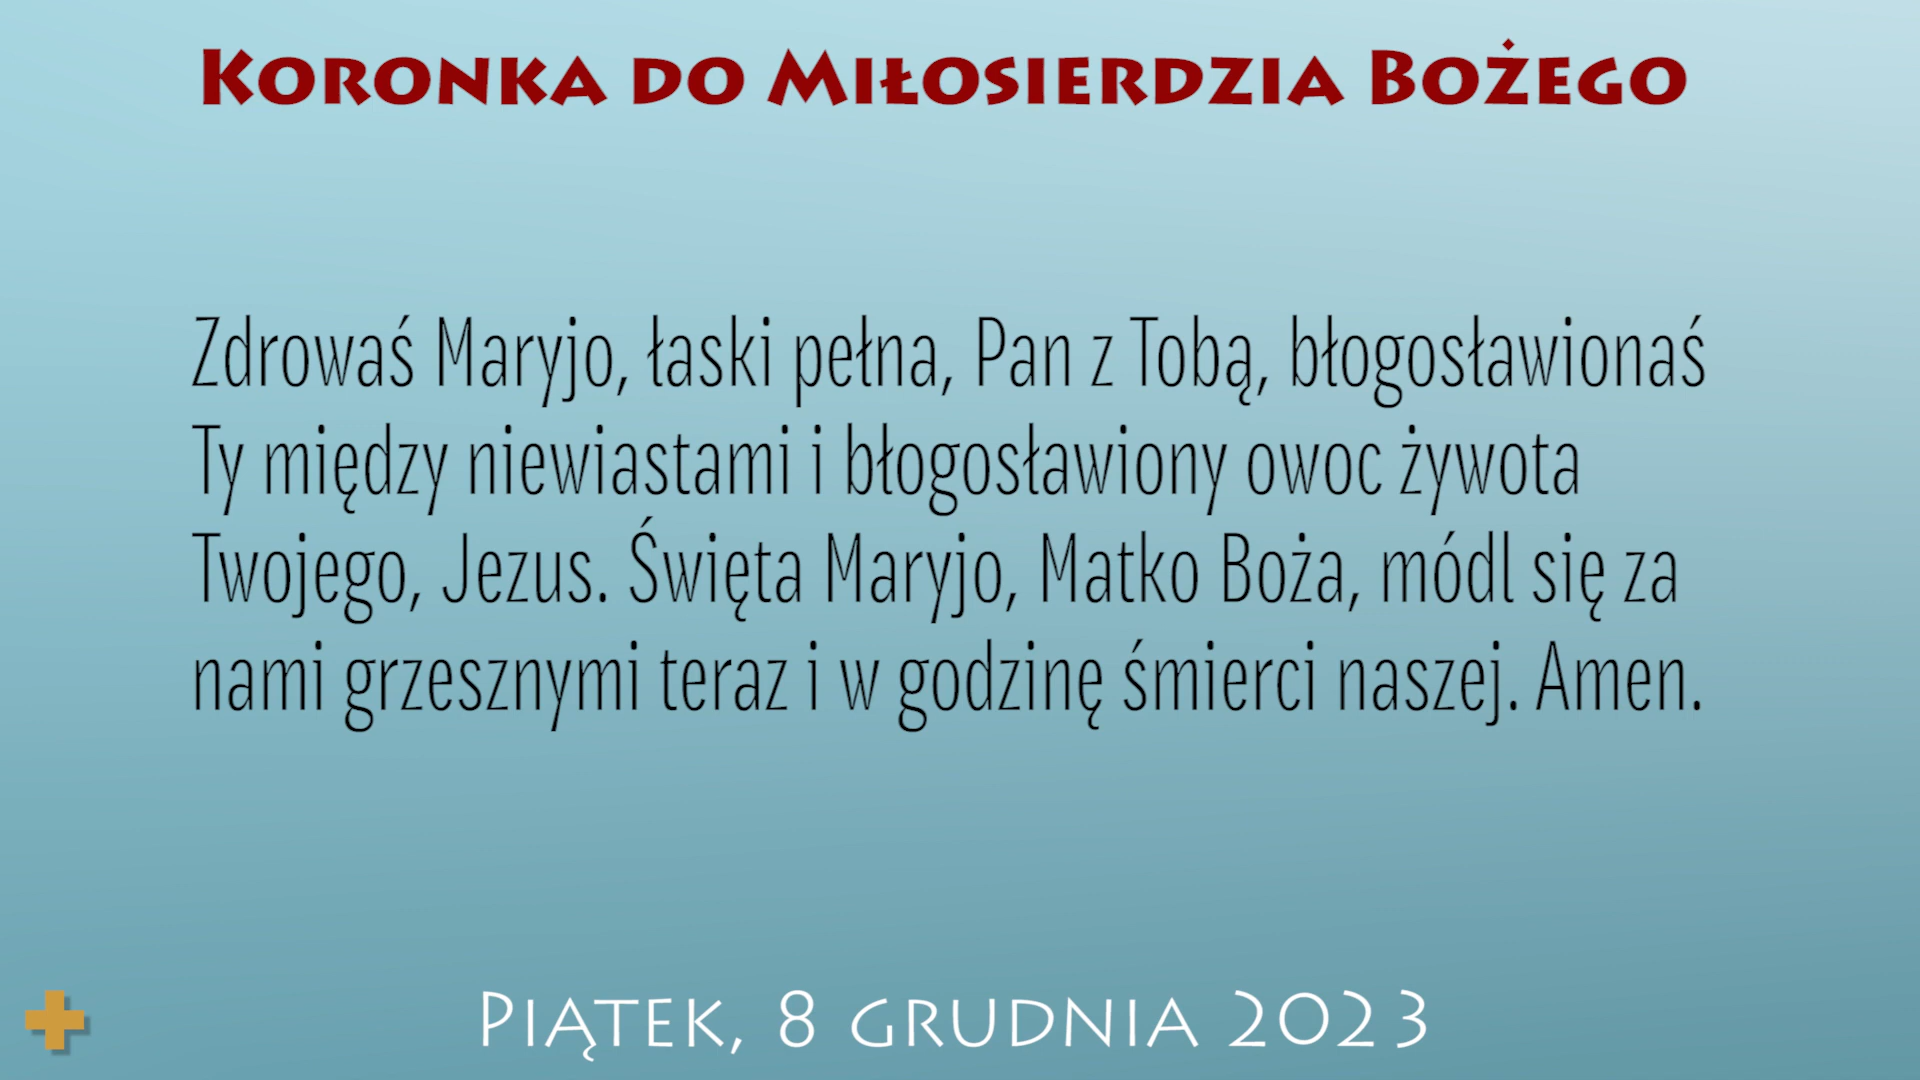 Koronka do Miłosierdzia Bożego
Zdrowaś Maryjo, łaski pełna, Pan z Tobą, błogosławionaś
Ty między niewiastami i błogosławiony owoc żywota
Twojego, Jezus. Święta Maryjo, Matko Boża, módl się za
nami grzesznymi teraz i w godzinę śmierci naszej. Amen.
Piątek, 8 grudnia 2023